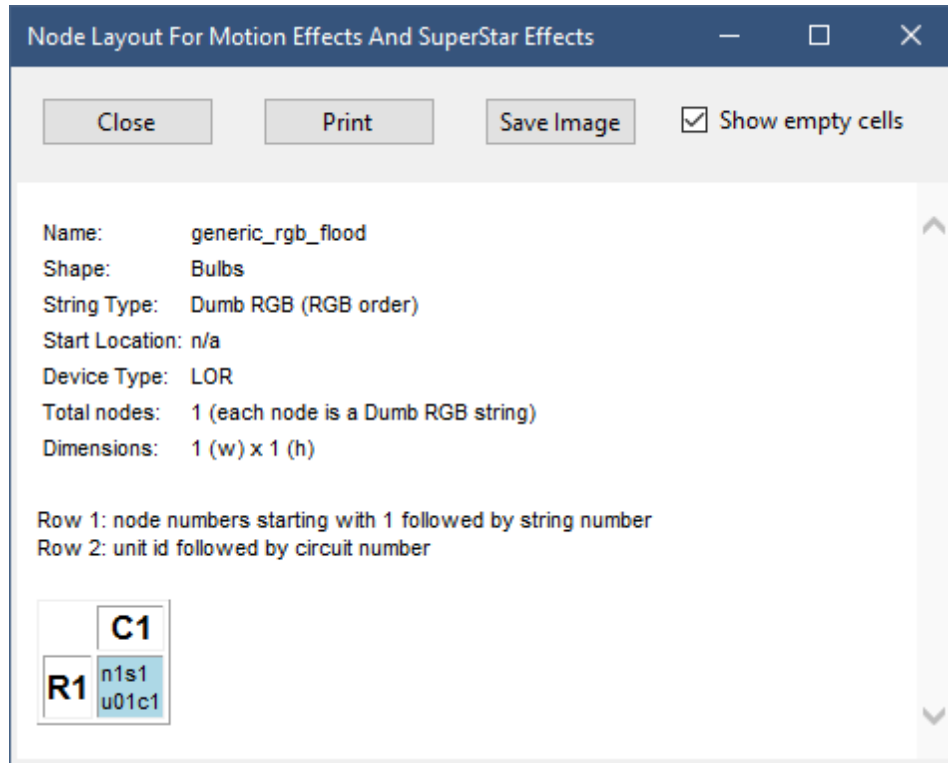 Node Layout For Motion Effects And SuperStar Effects
Close Print Save Image Show empty cells
Name: generic_rgb_flood
Shape: Bulbs
String Type: Dumb RGB (RGB order)
Start Location: n/a
Device Type: LOR
Total nodes: 1 (each node is a Dumb RGB string)
Dimensions: 1 (w) x 1 (h)
Row 1: node numbers starting with 1 followed by string number
Row 2: unit id followed by circuit number
C1
R1 n1s1
u01c1